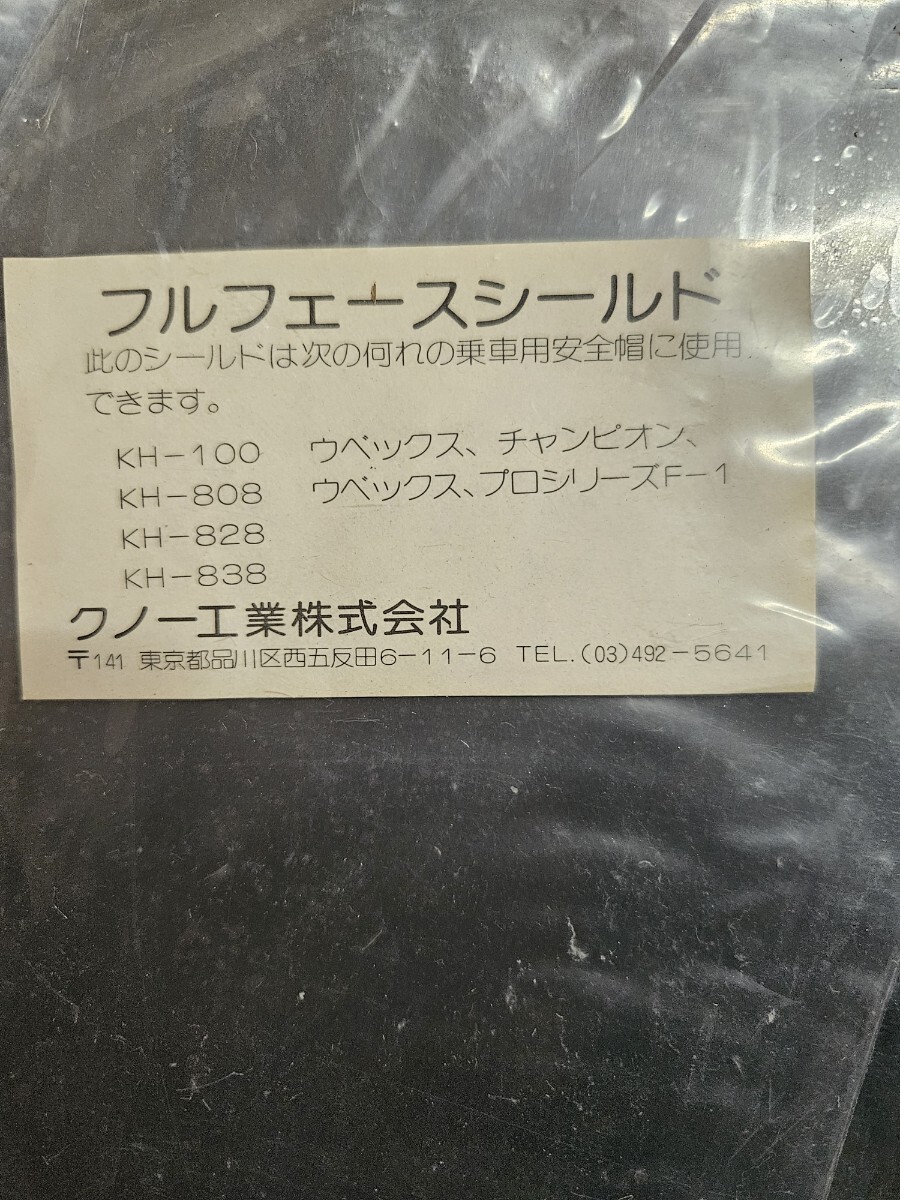 フルフェースシールド
此のシールドは次の何れの乗車用安全帽に使用
できます。
KH-100 ウベックス、チャンピオン、
KH-808 ウベックス、プロシリーズF-1
KH-828
KH-838
クノー工業株式会社
〒141 東京都品川区西五反田6-11-6 TEL.(03)492-5641